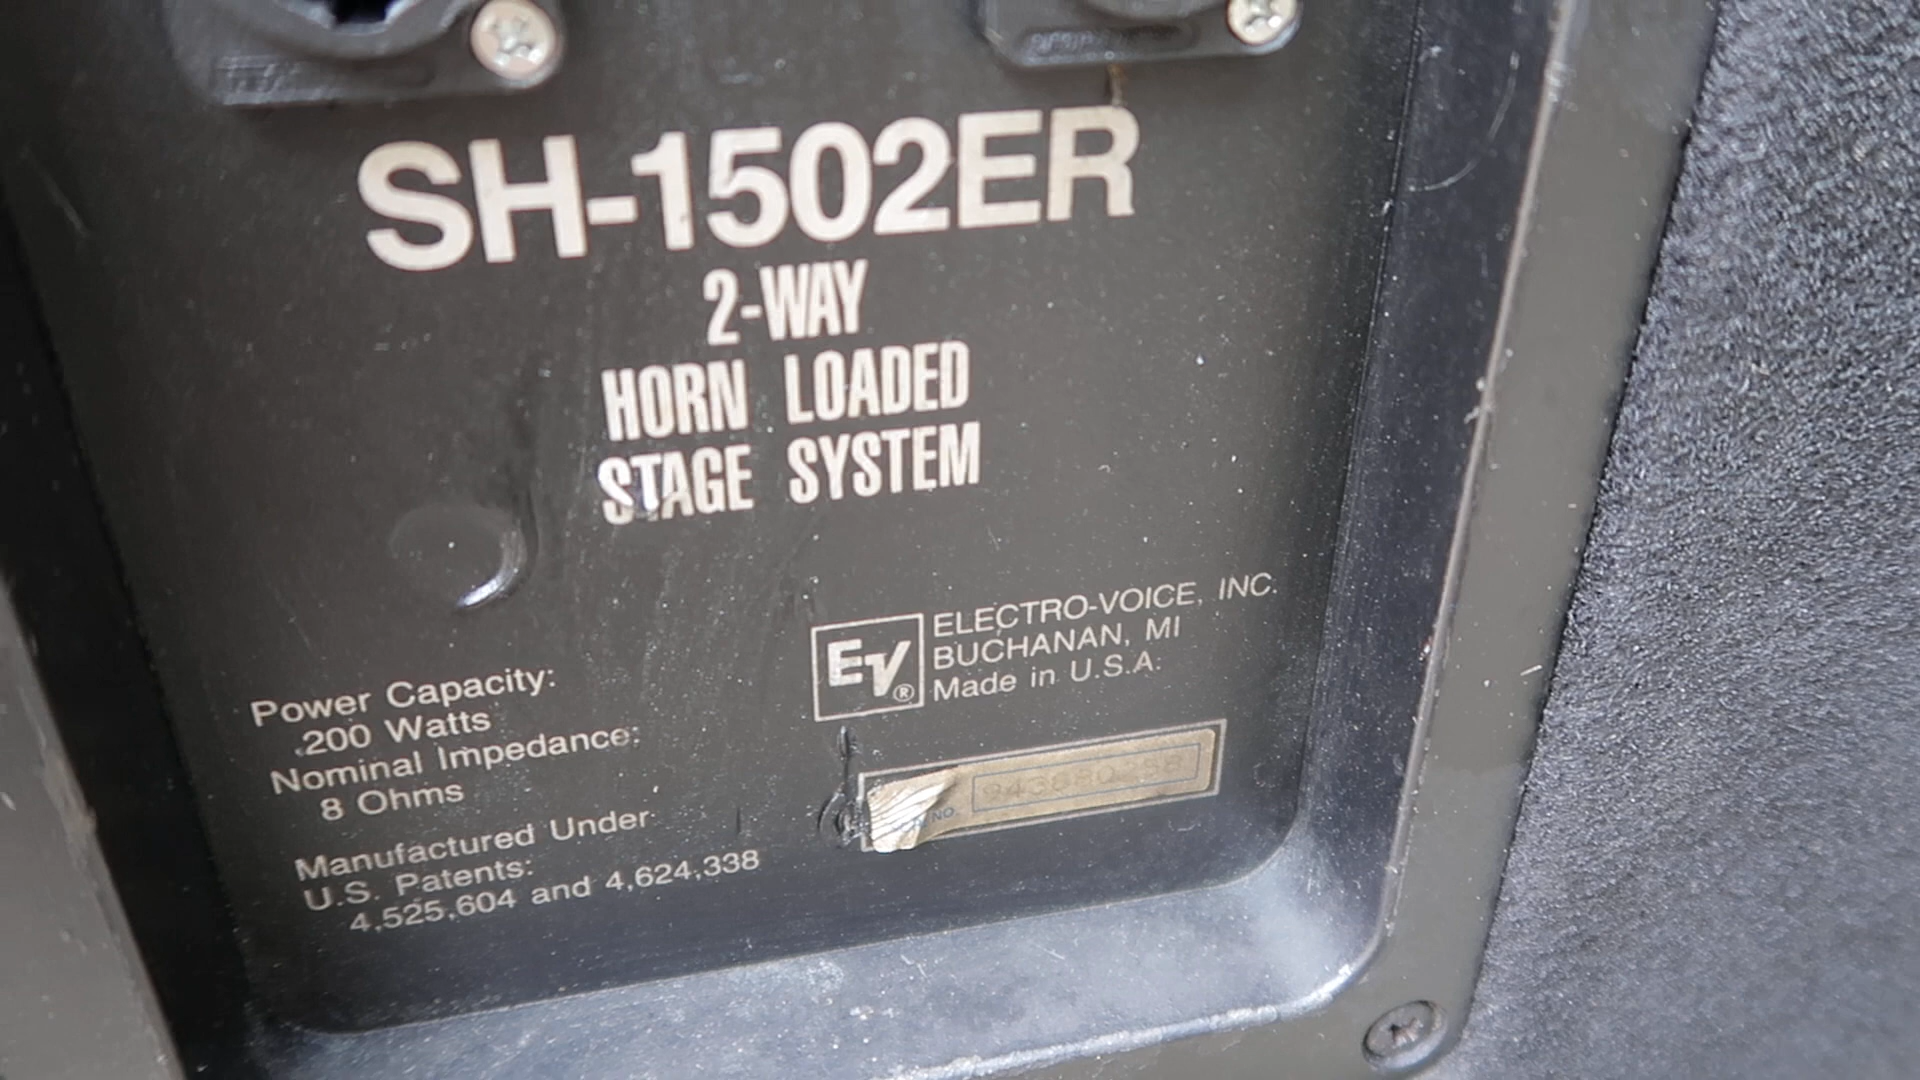 SH-1502ER
2-WAY
HORN LOADED
STAGE SYSTEM
EV®
ELECTRO-VOICE, INC.
BUCHANAN, MI
Made in U.S.A.
Power Capacity:
200 Watts
Nominal Impedance:
8 Ohms
Manufactured Under
U.S. Patents:
4,525,604 and 4,624,338
NO.